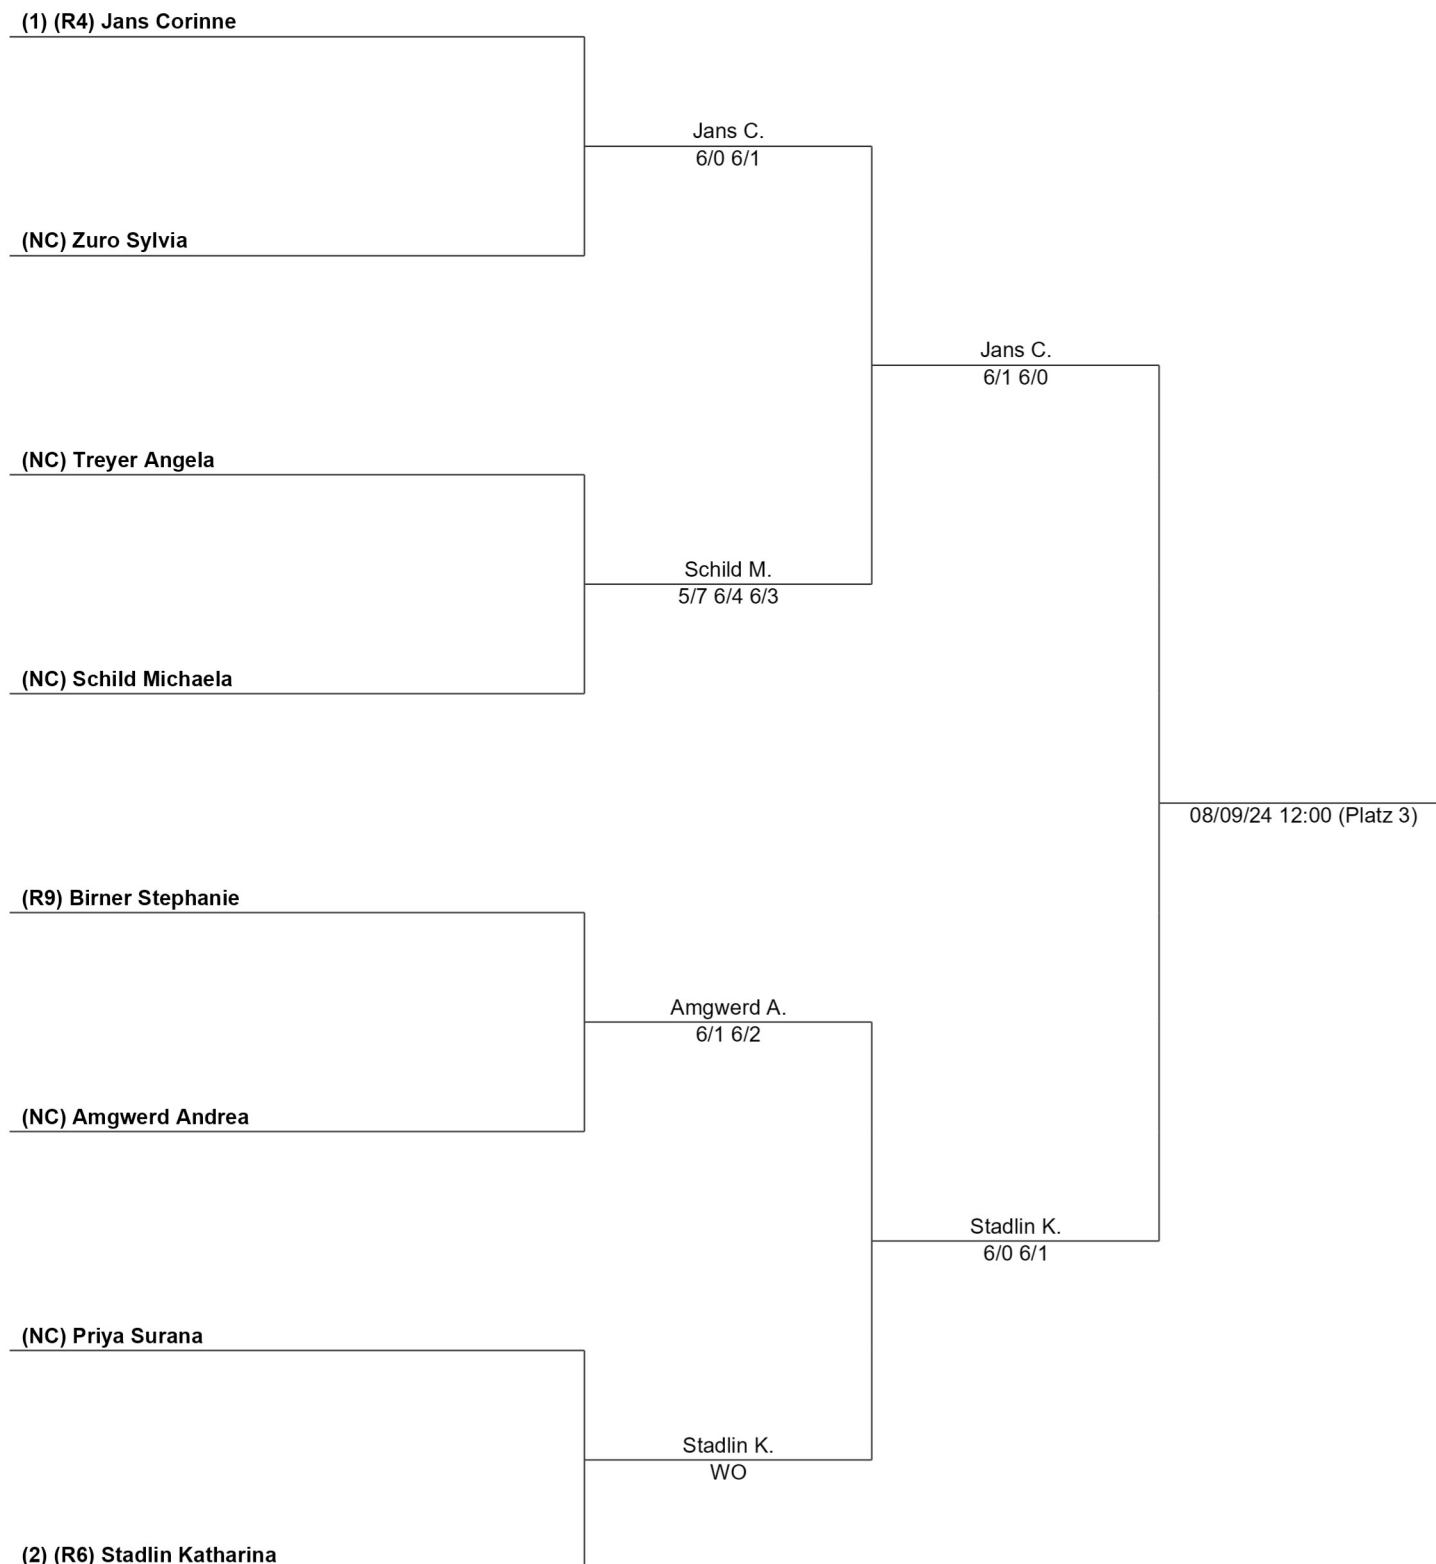 (1) (R4) Jans Corinne
Jans C.
6/0 6/1
(NC) Zuro Sylvia
Jans C.
6/1 6/0
(NC) Treyer Angela
Schild M.
5/7 6/4 6/3
(NC) Schild Michaela
08/09/24 12:00 (Platz 3)
(R9) Birner Stephanie
Amgwerd A.
6/1 6/2
(NC) Amgwerd Andrea
Stadlin K.
6/0 6/1
(NC) Priya Surana
Stadlin K.
WO
(2) (R6) Stadlin Katharina